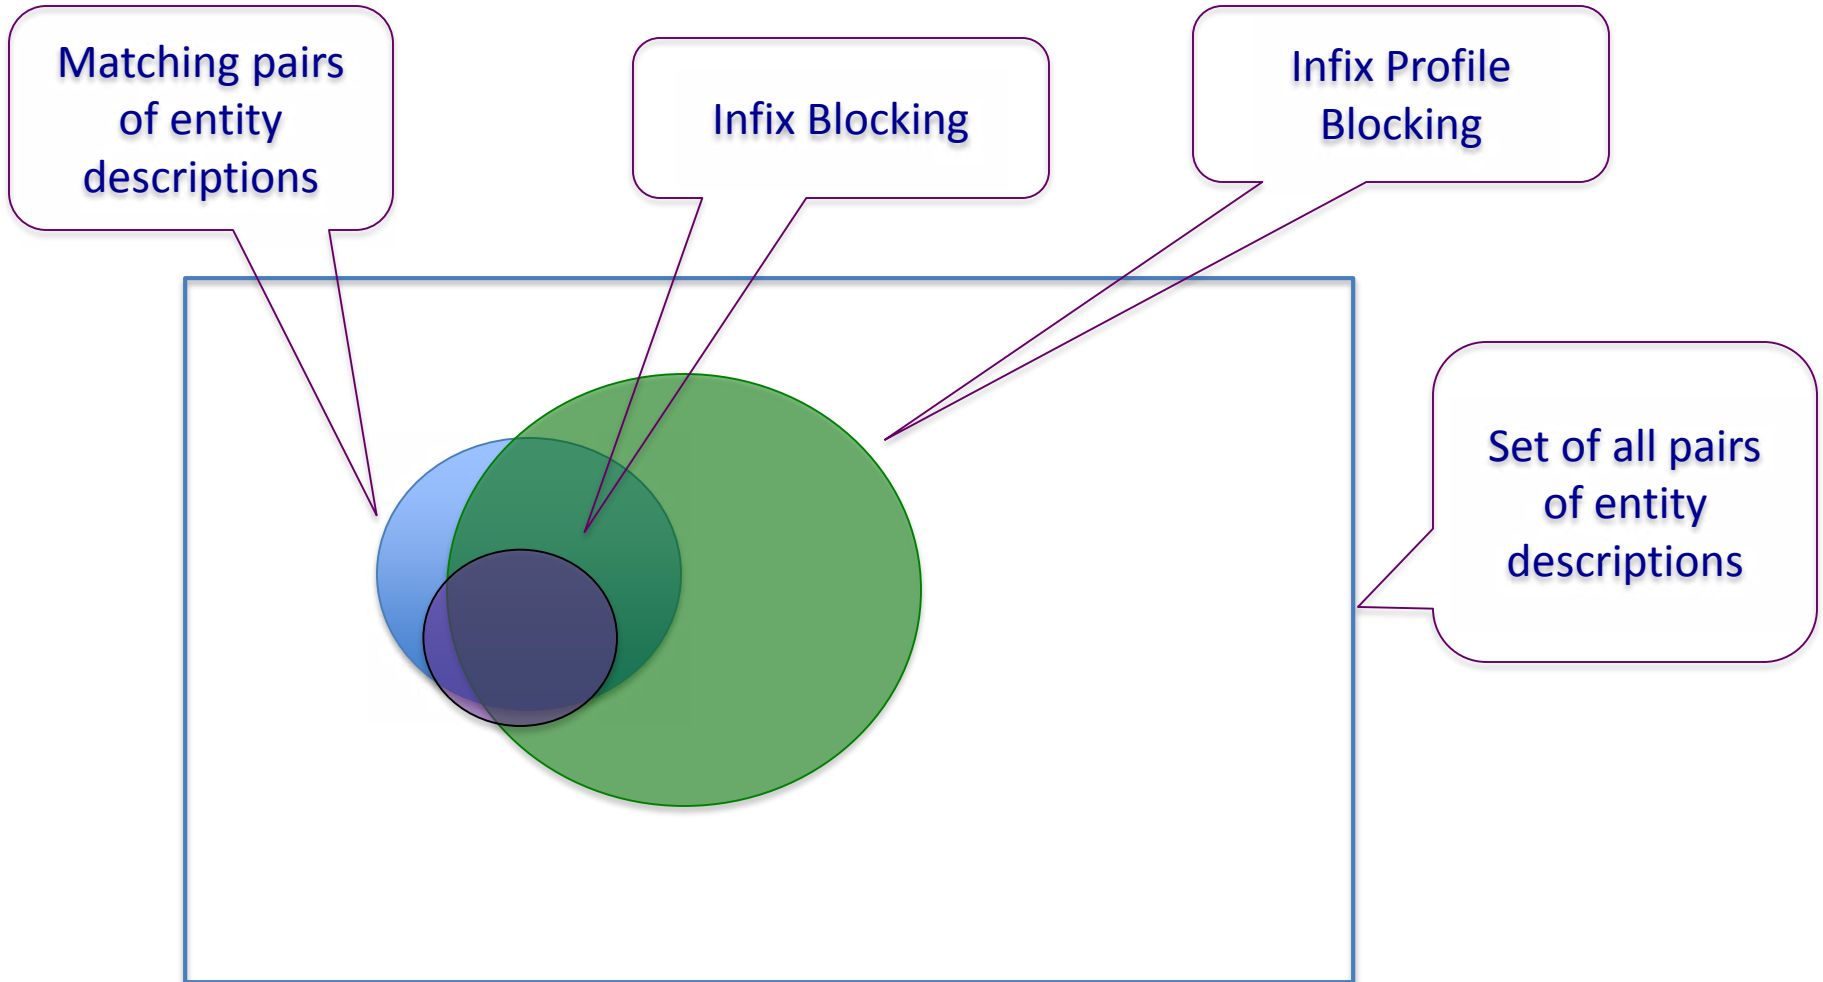 Matching pairs
of entity
descriptions
Infix Blocking
Infix Profile
Blocking
Set of all pairs
of entity
descriptions